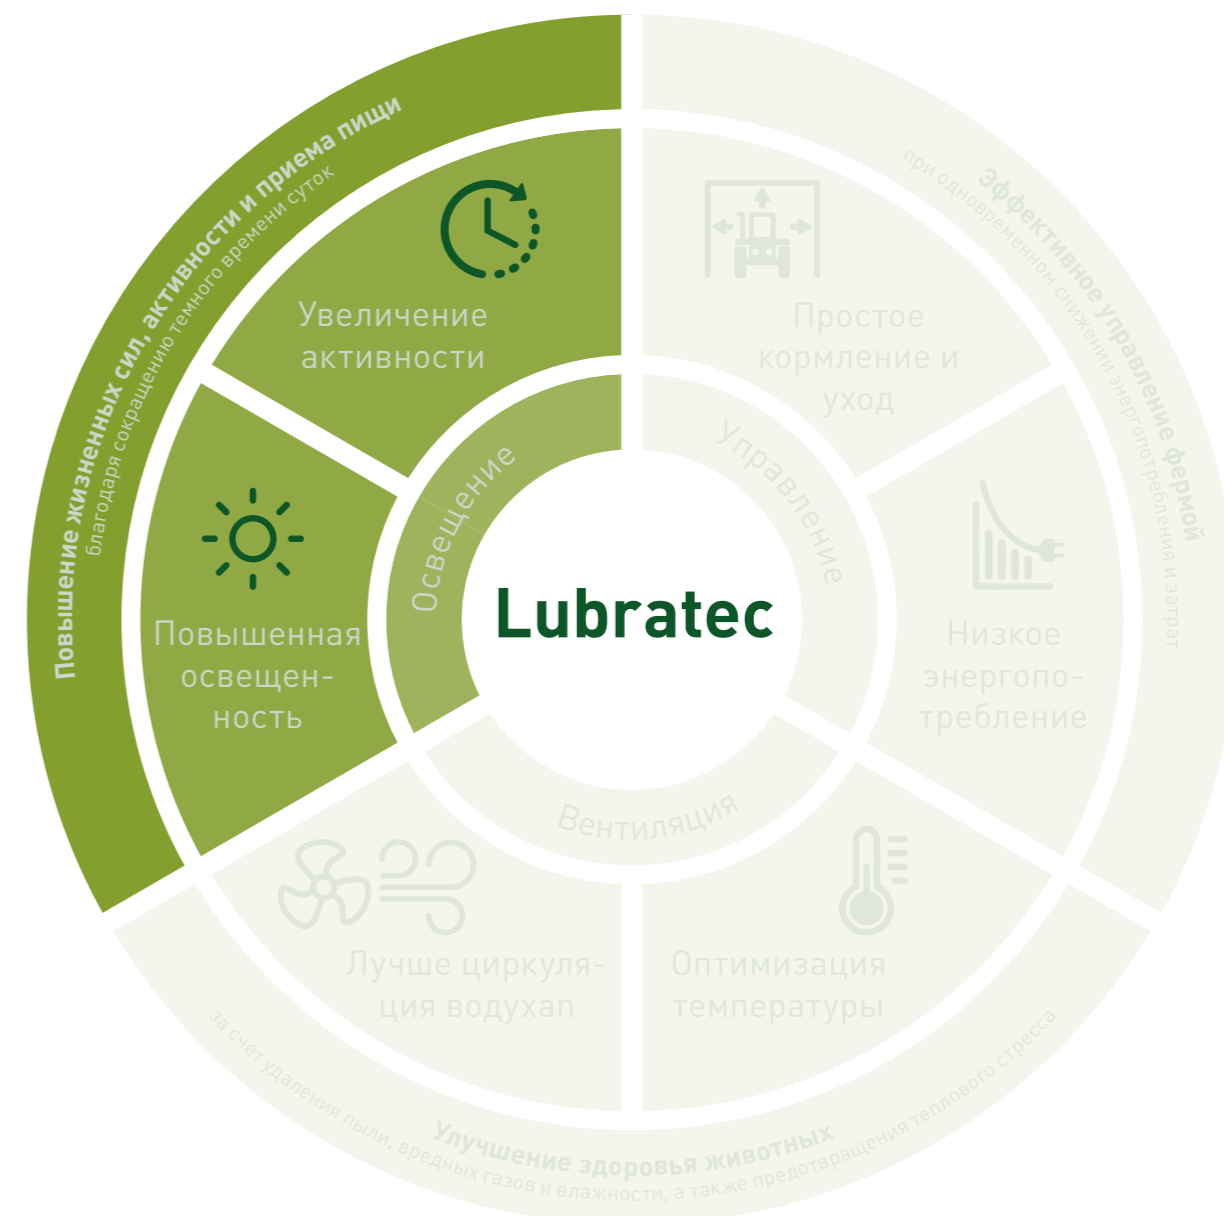 Повышение жизненных сил, активности и приема пищи
благодаря сокращению темного времени суток
Эффективное управление фермой
при одновременном снижении энергопотребления и затрат
Увеличение
активности
Простое
кормление и
уход
Освещение
Управление
Lubratec
Повышенная
освещен-
ность
Низкое
энергопо-
требление
Вентиляция
Лучше циркуля-
ция водухап
Оптимизация
температуры
Улучшение здоровья животных
за счет удаления пыли, вредных газов и влажности, а также предотвращения теплового стресса